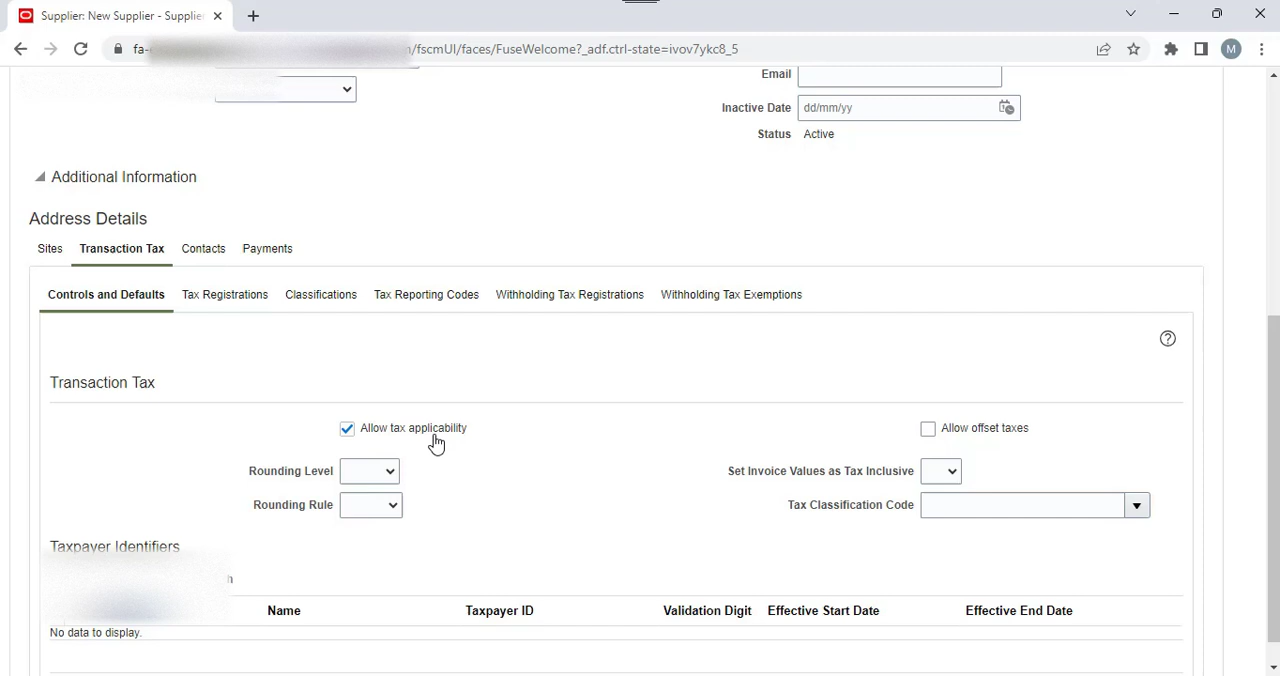 Supplier: New Supplier - Supplier
fa- /fscmUI/faces/FuseWelcome?_adf.ctrl-state=ivov7ykc8_5
M
Email
Inactive Date dd/mm/yy
Status Active
Additional Information
Address Details
Sites Transaction Tax Contacts Payments
Controls and Defaults Tax Registrations Classifications Tax Reporting Codes Withholding Tax Registrations Withholding Tax Exemptions
Transaction Tax
Allow tax applicability Allow offset taxes
Rounding Level Set Invoice Values as Tax Inclusive
Rounding Rule Tax Classification Code
Taxpayer Identifiers
Name Taxpayer ID Validation Digit Effective Start Date Effective End Date
No data to display.